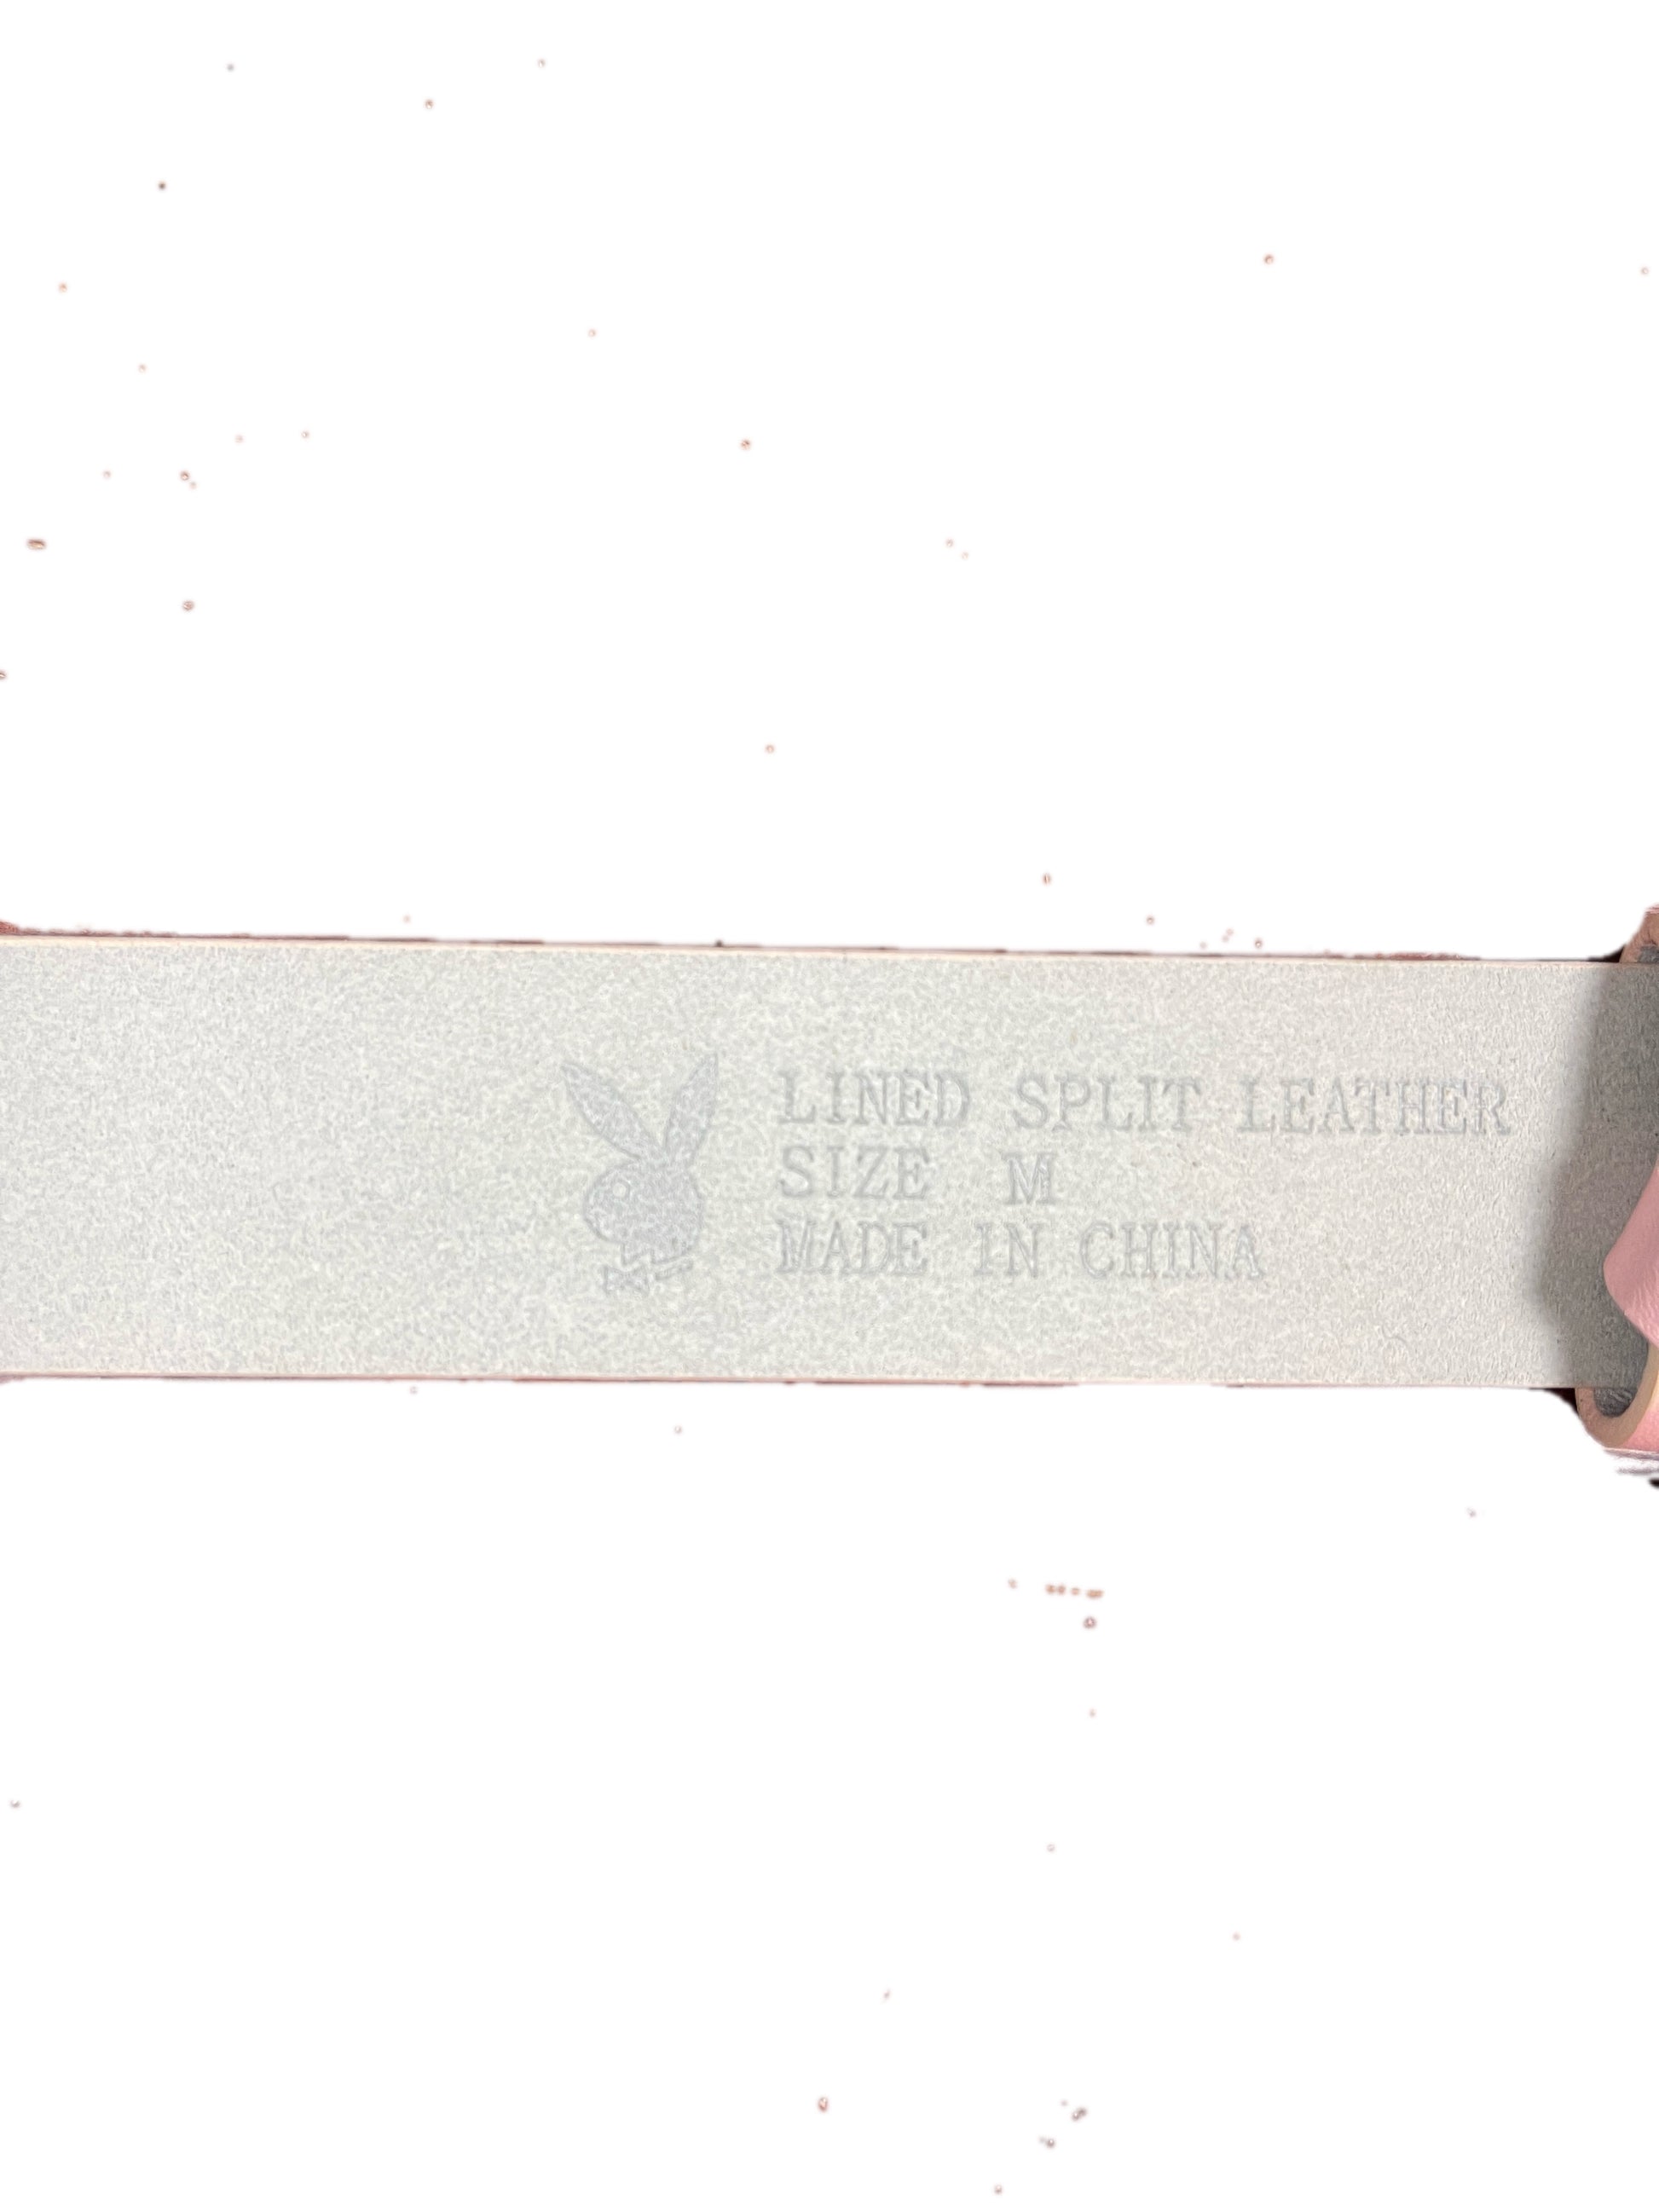 LINED SPLIT LEATHER
SIZE M
MADE IN CHINA